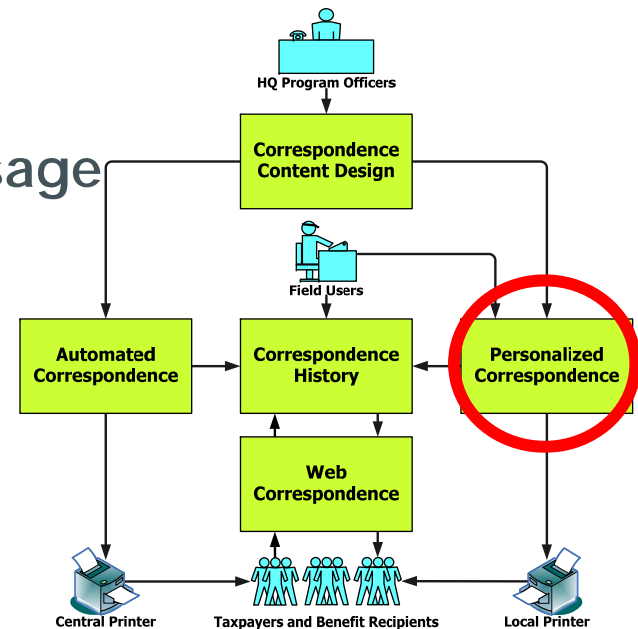 HQ Program Officers
sage
Correspondence
Content Design
Field Users
Automated
Correspondence
Correspondence
History
Personalized
Correspondence
Web
Correspondence
Central Printer
Taxpayers and Benefit Recipients
Local Printer